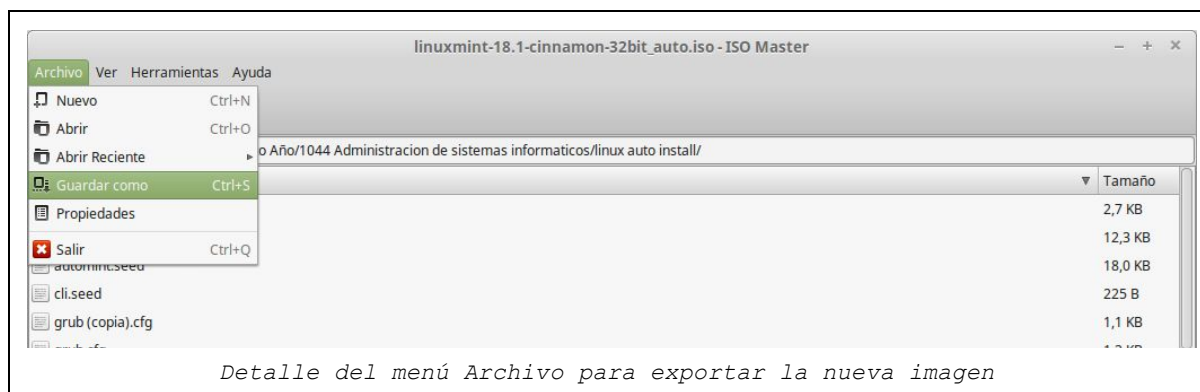 linuxmint-18.1-cinnamon-32bit_auto.iso - ISO Master
Archivo Ver Herramientas Ayuda
Nuevo Ctrl+N
Abrir Ctrl+O
Abrir Reciente
o Año/1044 Administracion de sistemas informaticos/linux auto install/
Guardar como Ctrl+S
Tamaño
Propiedades
2,7 KB
Salir Ctrl+Q
12,3 KB
automint.seed 18,0 KB
cli.seed 225 B
grub (copia).cfg 1,1 KB
Detalle del menú Archivo para exportar la nueva imagen